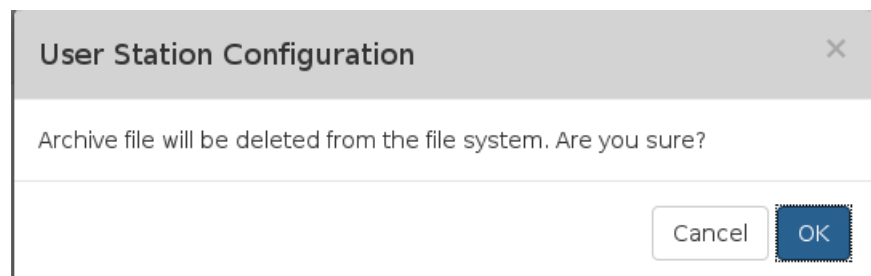 User Station Configuration ×
Archive file will be deleted from the file system. Are you sure?
Cancel OK